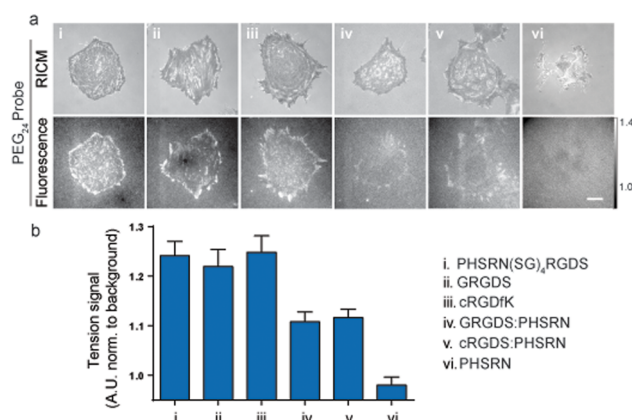 a
i ii iii iv v vi
PEG24 Probe
RICM
Fluorescence
1.4
1.0
b
Tension signal
(A.U. norm. to background)
1.3
1.2
1.1
1.0
i ii iii iv v vi
i. PHSRN(SG)4RGDS
ii. GRGDS
iii. cRGDfK
iv. GRGDS:PHSRN
v. cRGDS:PHSRN
vi. PHSRN